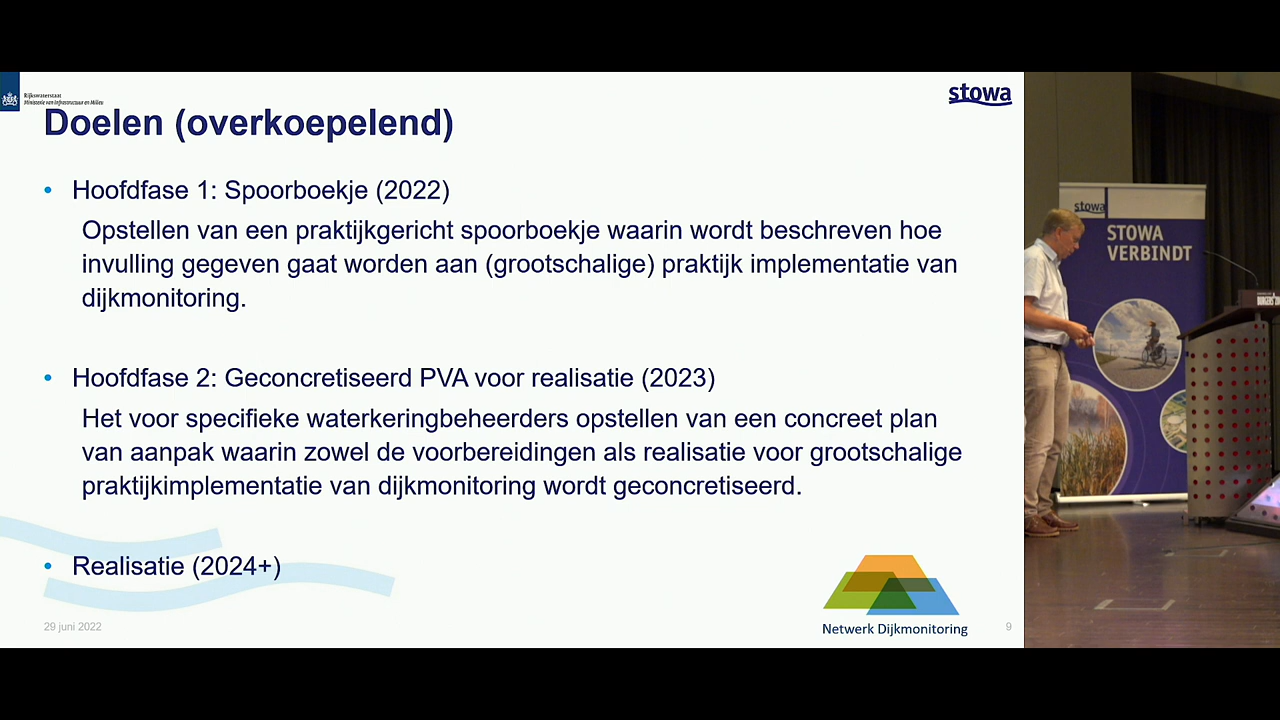 Rijkswaterstaat
Ministerie van Infrastructuur en Milieu
stowa
Doelen (overkoepelend)
• Hoofdfase 1: Spoorboekje (2022)
Opstellen van een praktijkgericht spoorboekje waarin wordt beschreven hoe
invulling gegeven gaat worden aan (grootschalige) praktijk implementatie van
dijkmonitoring.
• Hoofdfase 2: Geconcretiseerd PVA voor realisatie (2023)
Het voor specifieke waterkeringbeheerders opstellen van een concreet plan
van aanpak waarin zowel de voorbereidingen als realisatie voor grootschalige
praktijkimplementatie van dijkmonitoring wordt geconcretiseerd.
• Realisatie (2024+)
29 juni 2022
Netwerk Dijkmonitoring
9
stowa
STOWA
VERBINDT